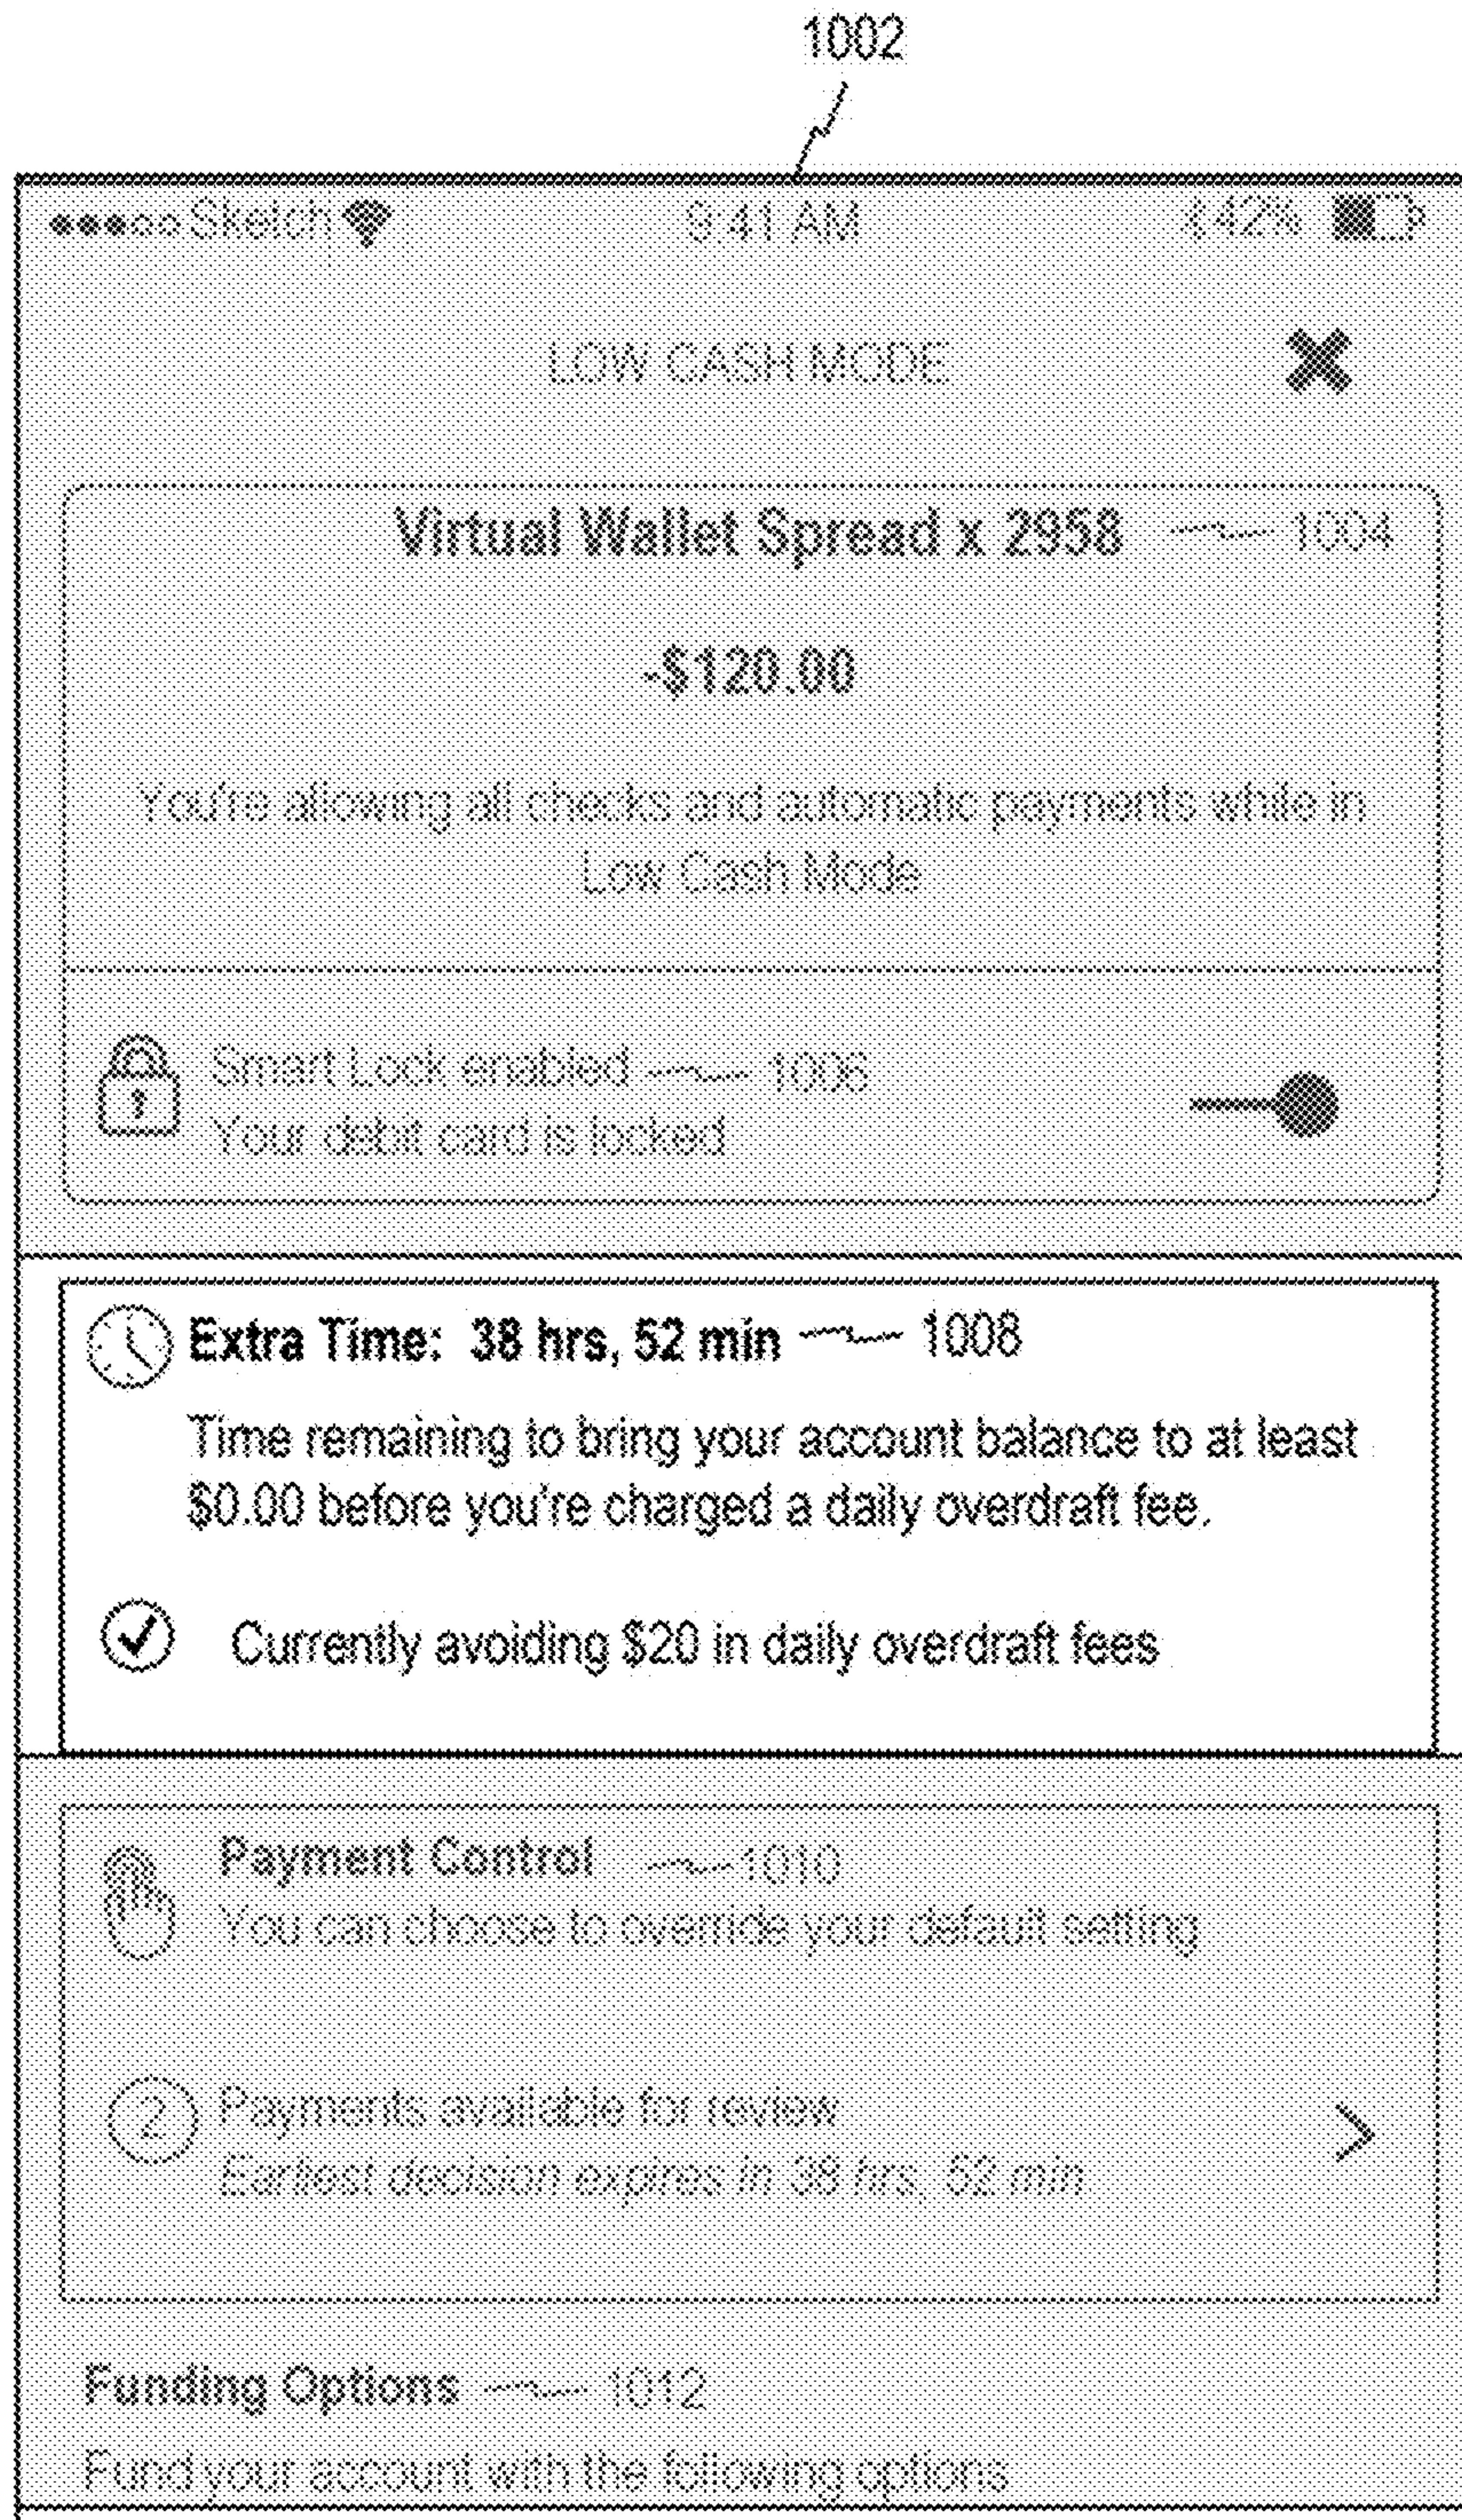 1002
Sketch 9:41 AM 42%
LOW CASH MODE
Virtual Wallet Spread x 2958 1004
-$120.00
You're allowing all checks and automatic payments while in
Low Cash Mode
Smart Lock enabled 1006
Your debit card is locked
Extra Time: 38 hrs, 52 min 1008
Time remaining to bring your account balance to at least
$0.00 before you're charged a daily overdraft fee.
Currently avoiding $20 in daily overdraft fees
Payment Control 1010
You can choose to override your default setting
2 Payments available for review
Earliest decision expires in 38 hrs, 52 min
Funding Options 1012
Fund your account with the following options